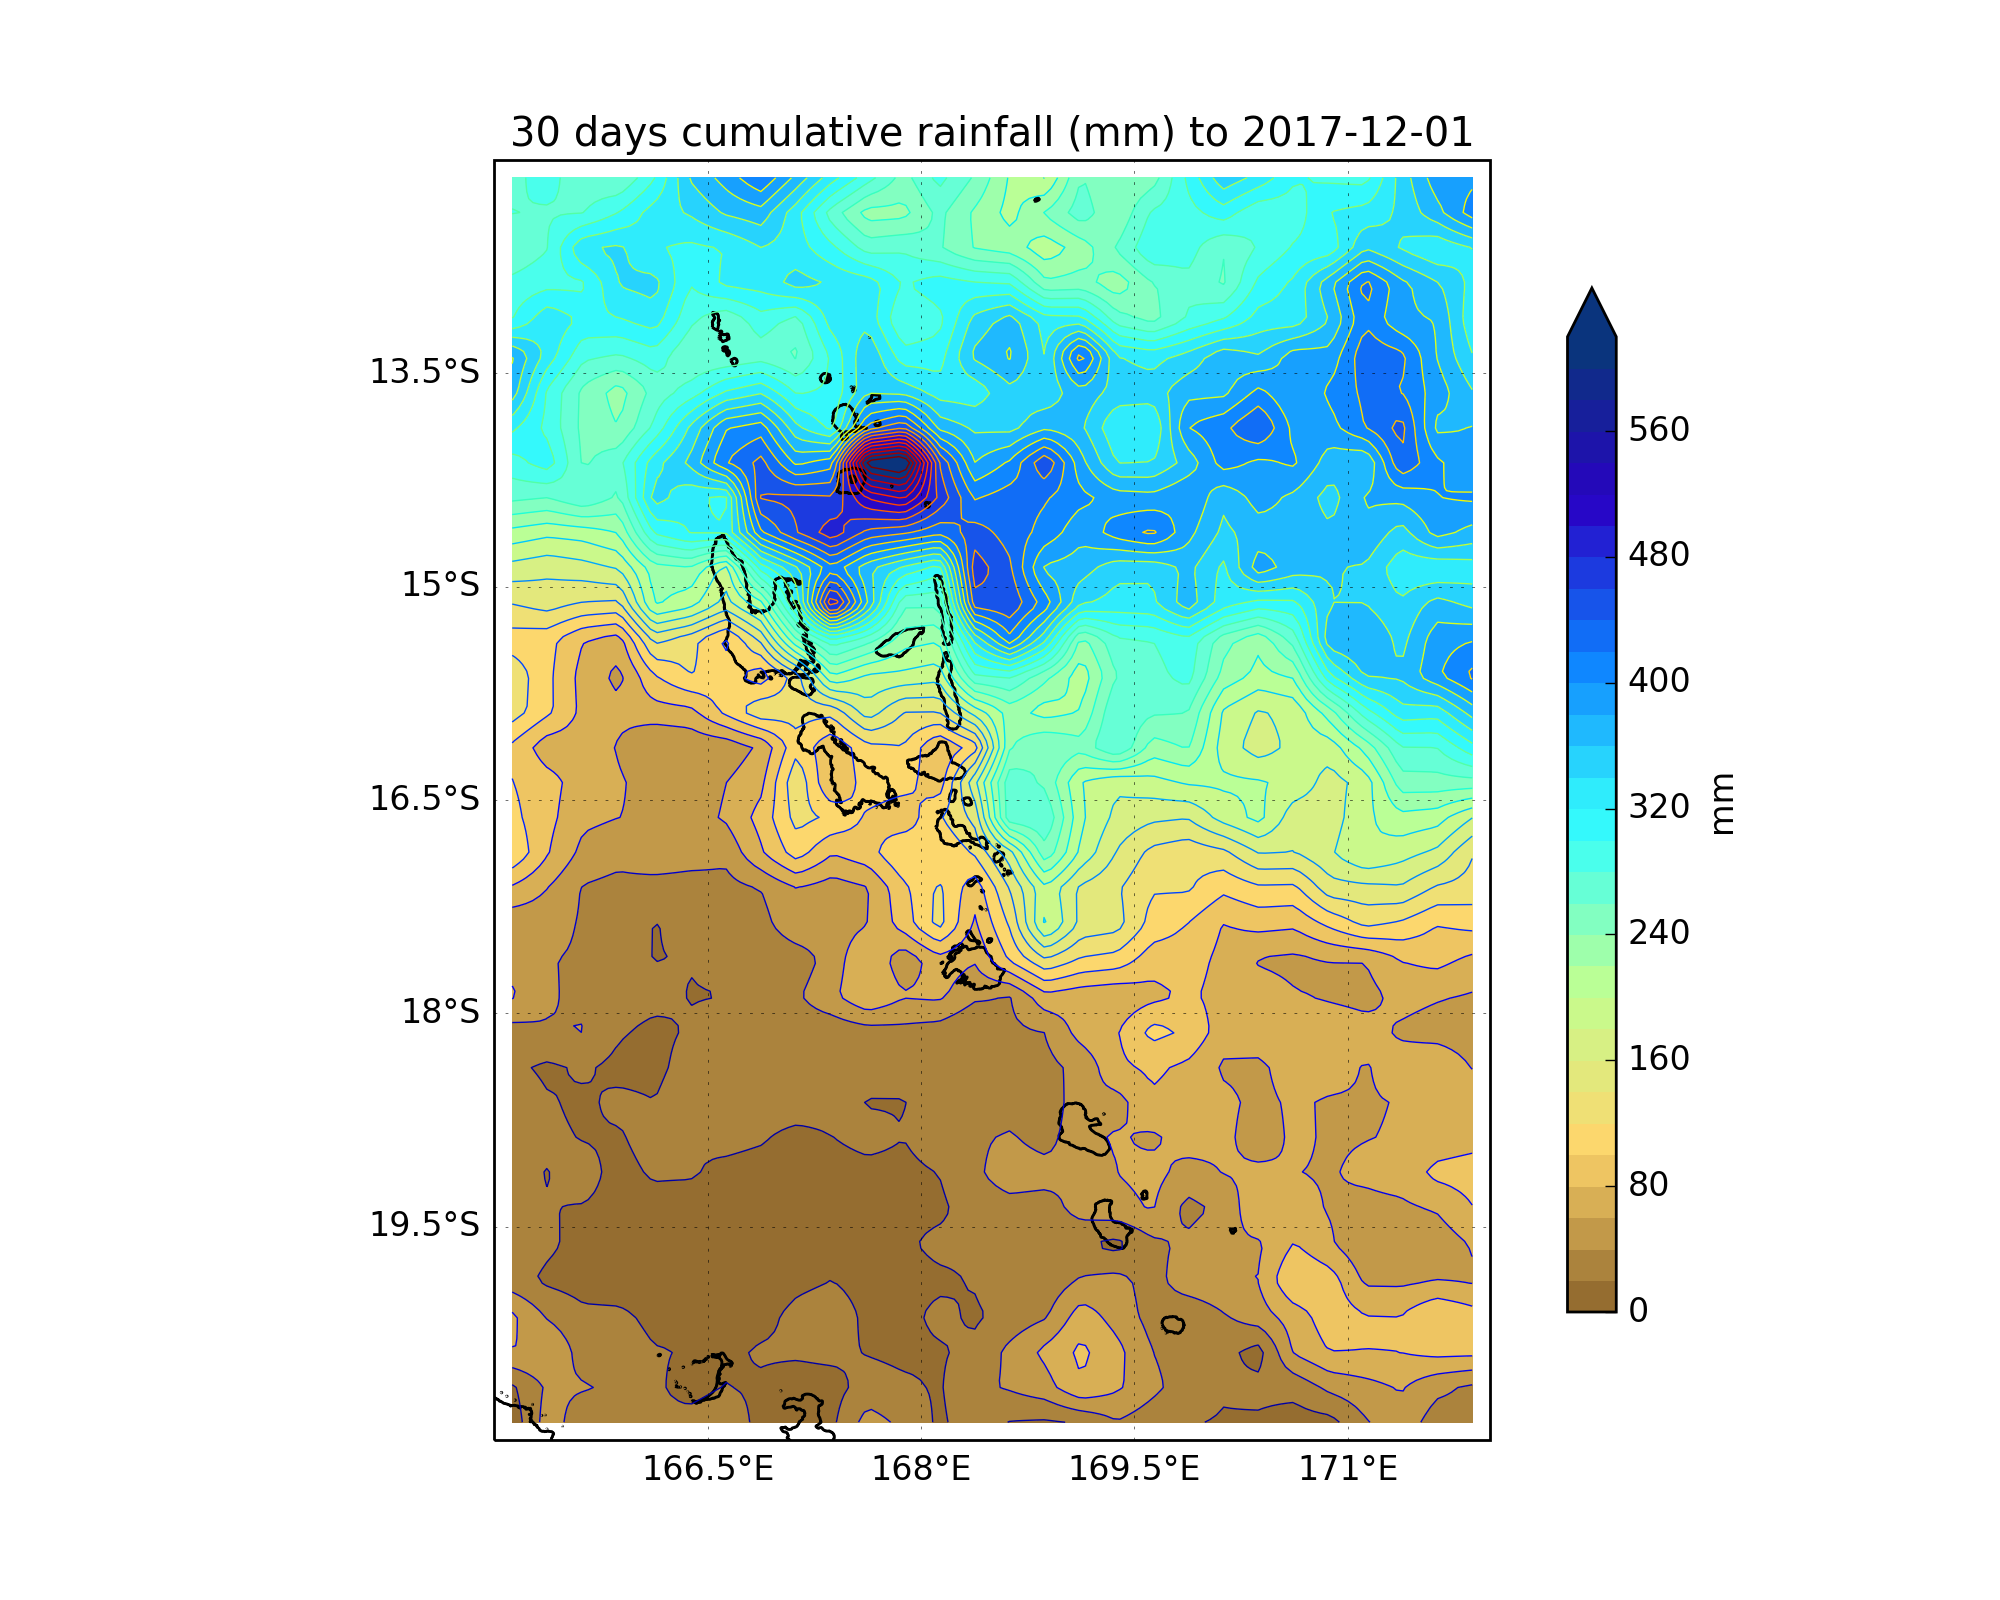 30 days cumulative rainfall (mm) to 2017-12-01
13.5°S
15°S
16.5°S
18°S
19.5°S
166.5°E
168°E
169.5°E
171°E
560
480
400
320
240
160
80
0
mm